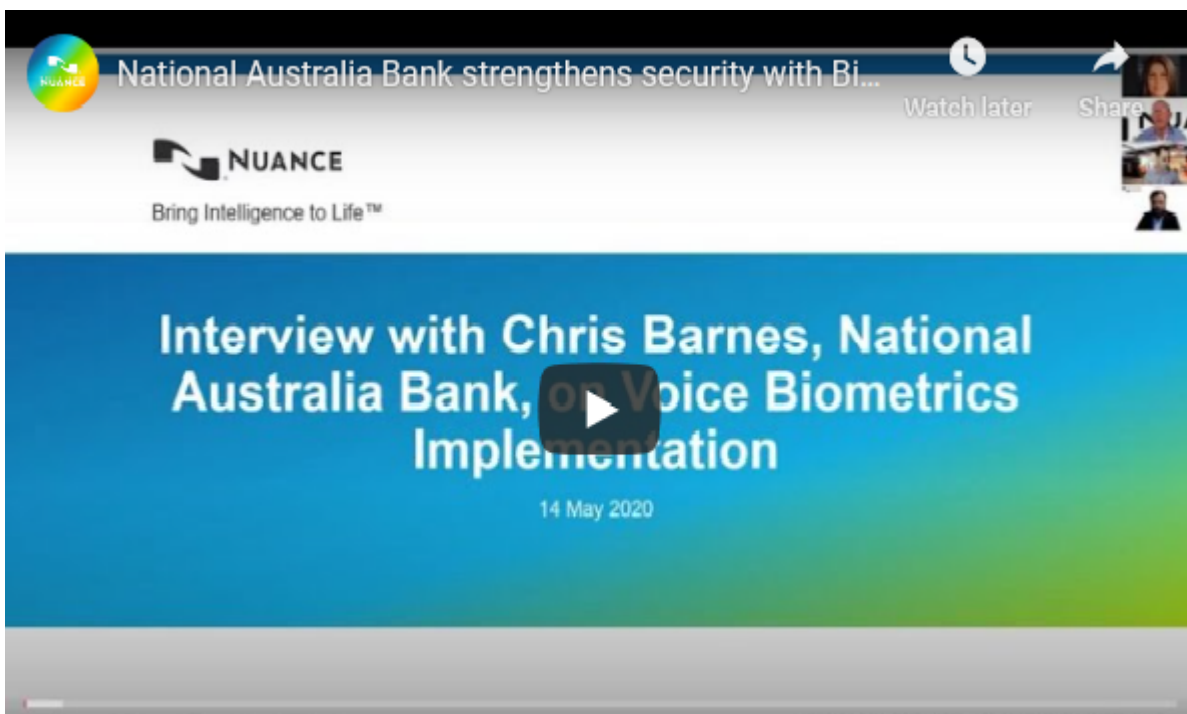 NUANCE
National Australia Bank strengthens security with Bi...
Watch later
Share
NUANCE
Bring Intelligence to Life™
Interview with Chris Barnes, National
Australia Bank, on Voice Biometrics
Implementation
14 May 2020